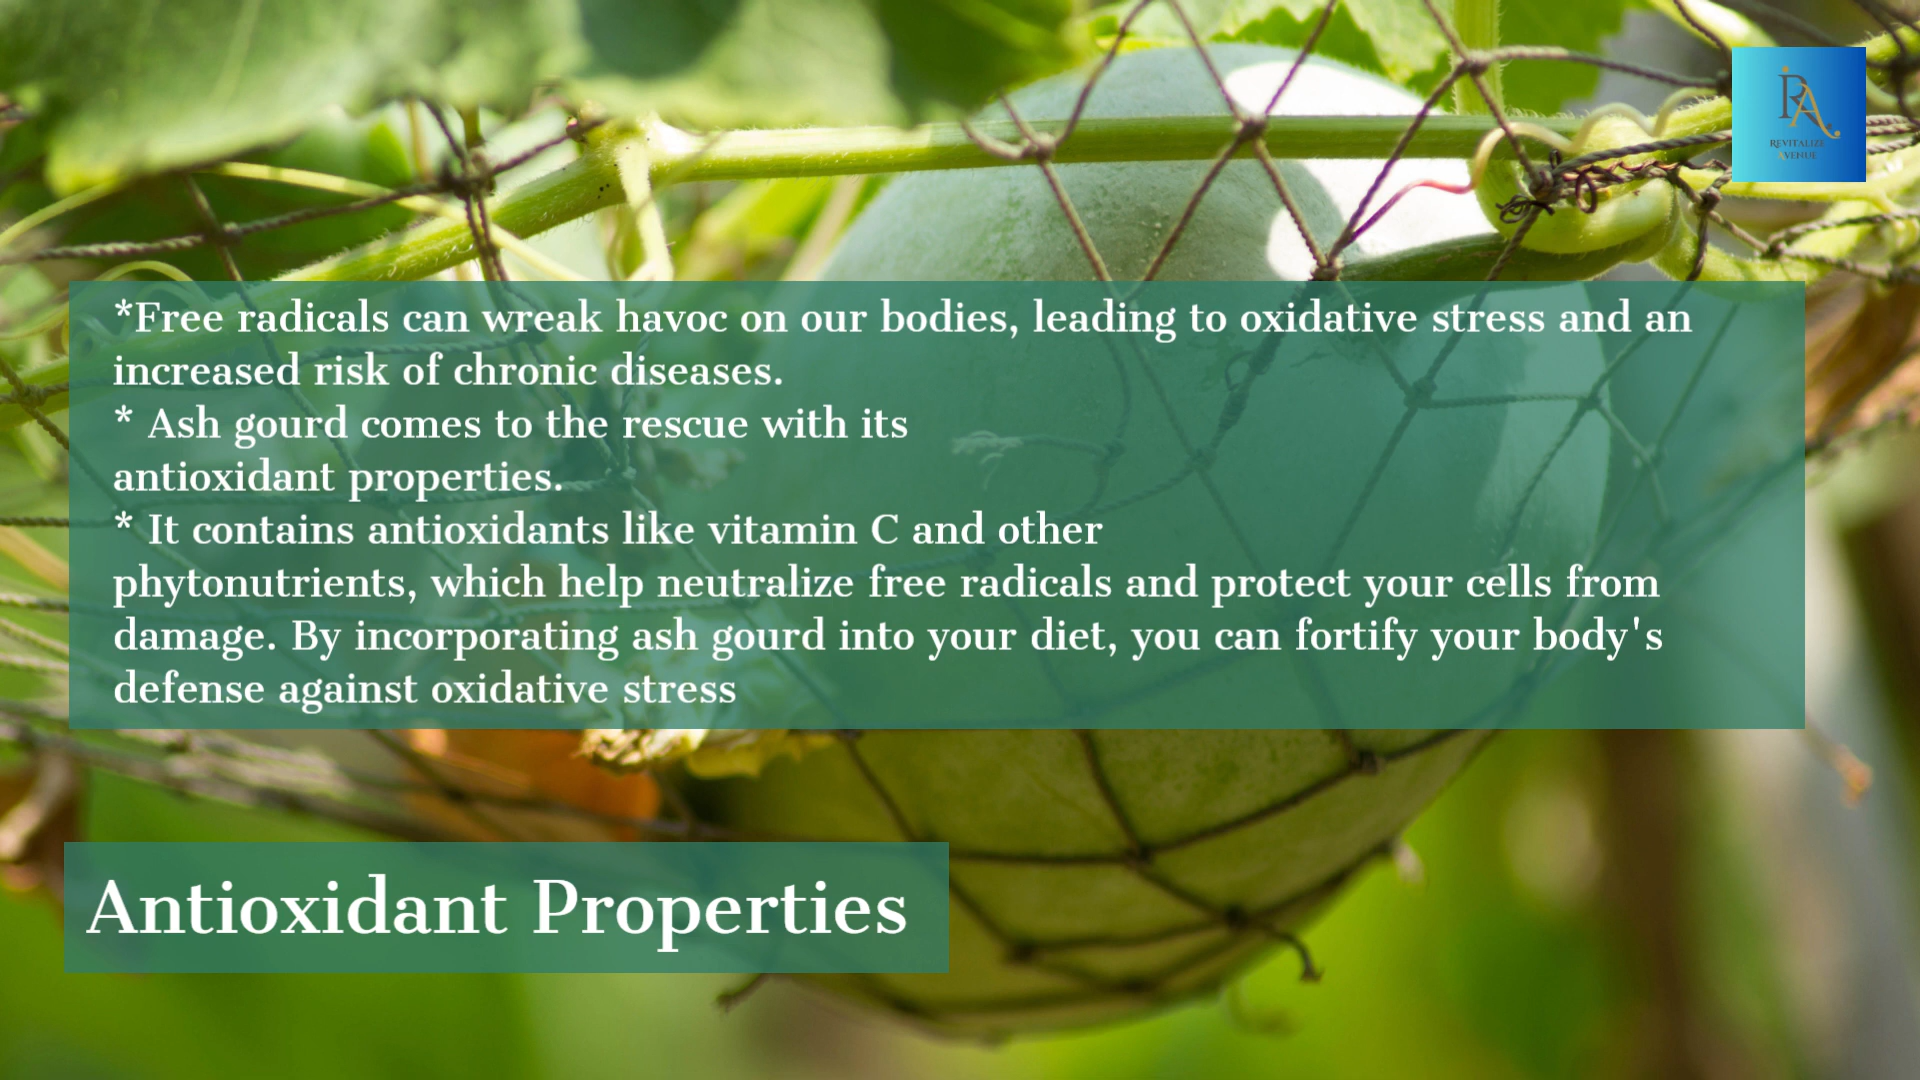 RA
REVITALIZE
AVENUE
*Free radicals can wreak havoc on our bodies, leading to oxidative stress and an
increased risk of chronic diseases.
* Ash gourd comes to the rescue with its
antioxidant properties.
* It contains antioxidants like vitamin C and other
phytonutrients, which help neutralize free radicals and protect your cells from
damage. By incorporating ash gourd into your diet, you can fortify your body's
defense against oxidative stress
Antioxidant Properties